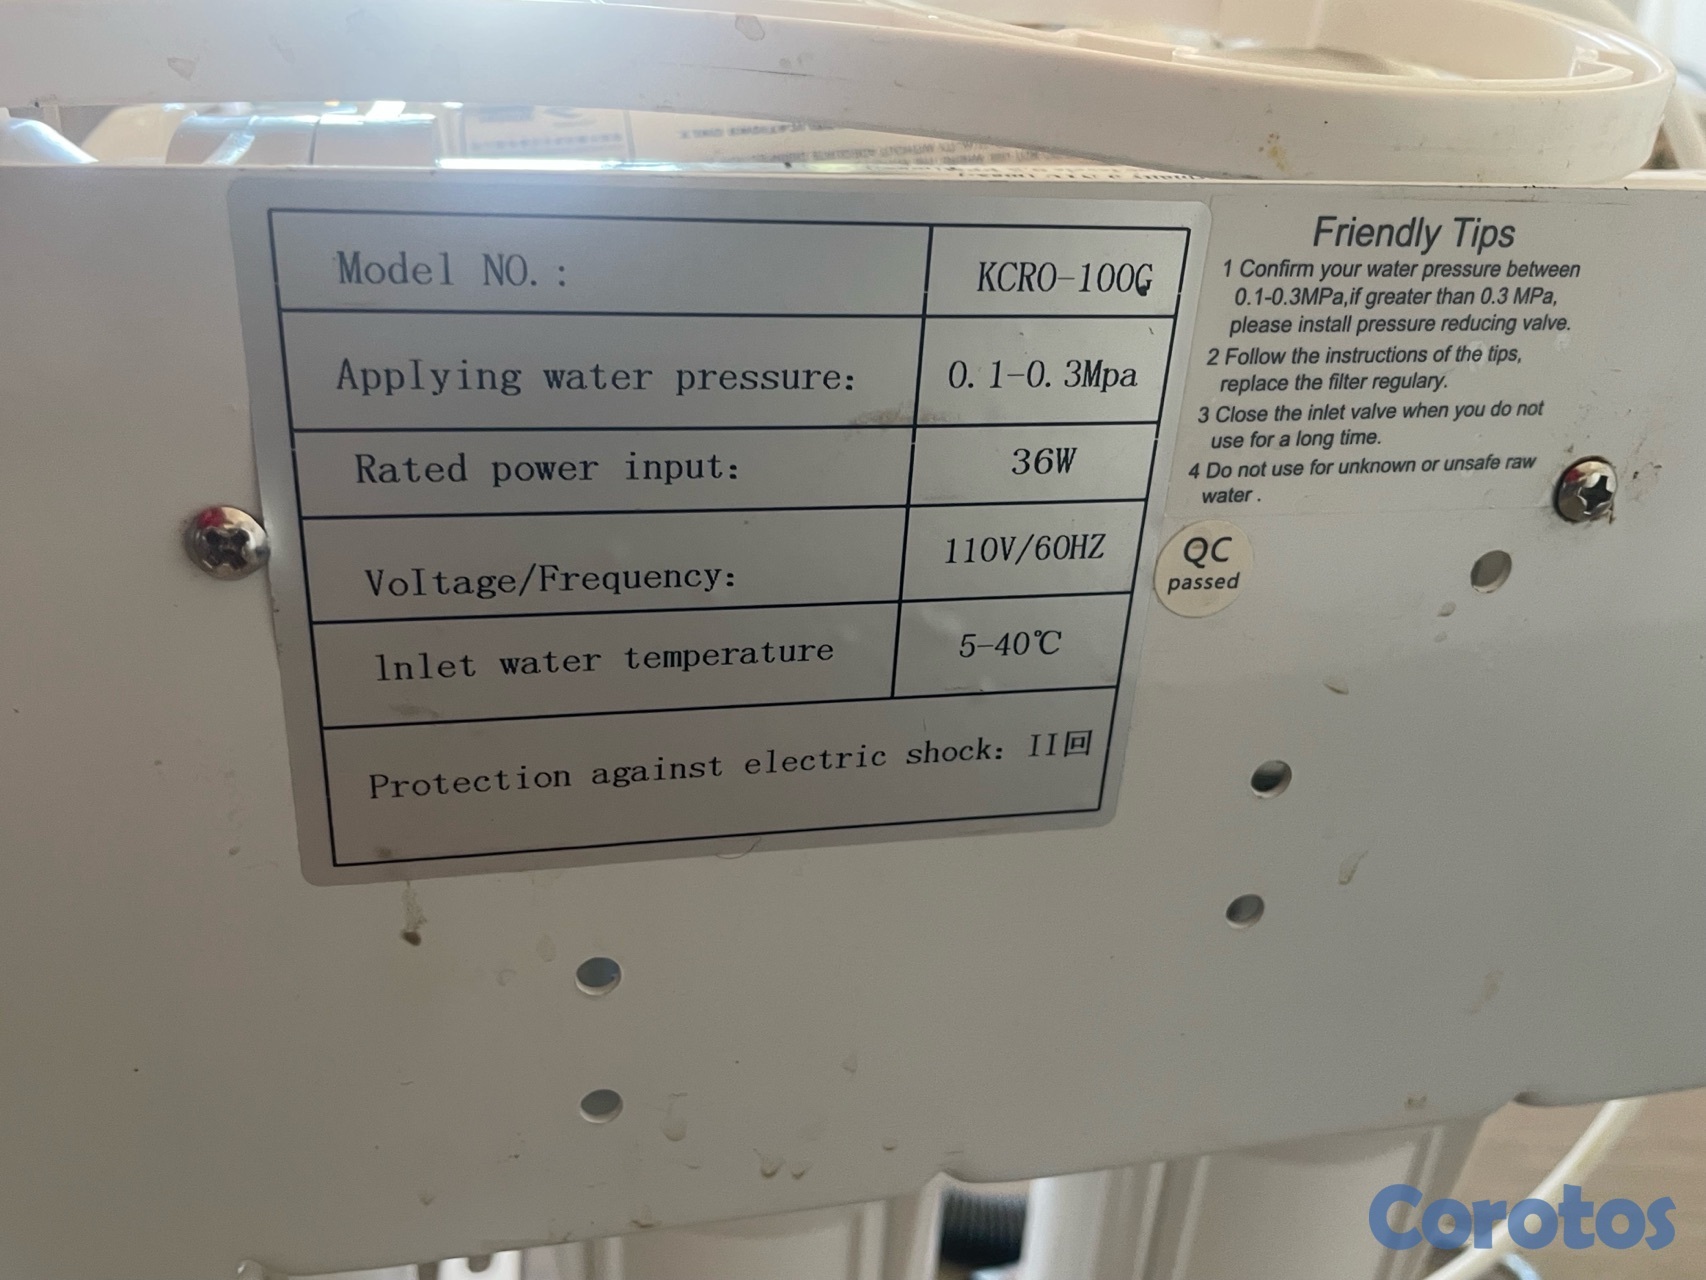 Model NO.: KCRO-100G
AppIying water pressure: 0.1-0.3Mpa
Rated power input: 36W
VoItage/Frequency: 110V/60HZ
lnlet water temperature 5-40℃
Protection against electric shock: II回
Friendly Tips
1 Confirm your water pressure between
0.1-0.3MPa,if greater than 0.3 MPa,
please install pressure reducing valve.
2 Follow the instructions of the tips,
replace the filter regulary.
3 Close the inlet valve when you do not
use for a long time.
4 Do not use for unknown or unsafe raw
water .
QC
passed
Corotos